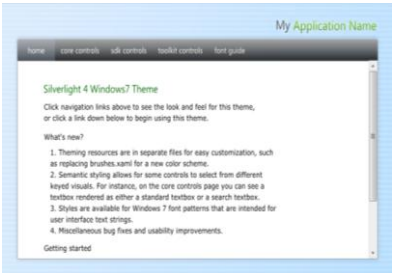 My Application Name
home core controls sdk controls toolkit controls font guide
Silverlight 4 Windows7 Theme
Click navigation links above to see the look and feel for this theme,
or click a link down below to begin using this theme.
What's new?
1. Theming resources are in separate files for easy customization, such
as replacing brushes.xaml for a new color scheme.
2. Semantic styling allows for some controls to select from different
keyed visuals. For instance, on the core controls page you can see a
textbox rendered as either a standard textbox or a search textbox.
3. Styles are available for Windows 7 font patterns that are intended for
user interface text strings.
4. Miscellaneous bug fixes and usability improvements.
Getting started